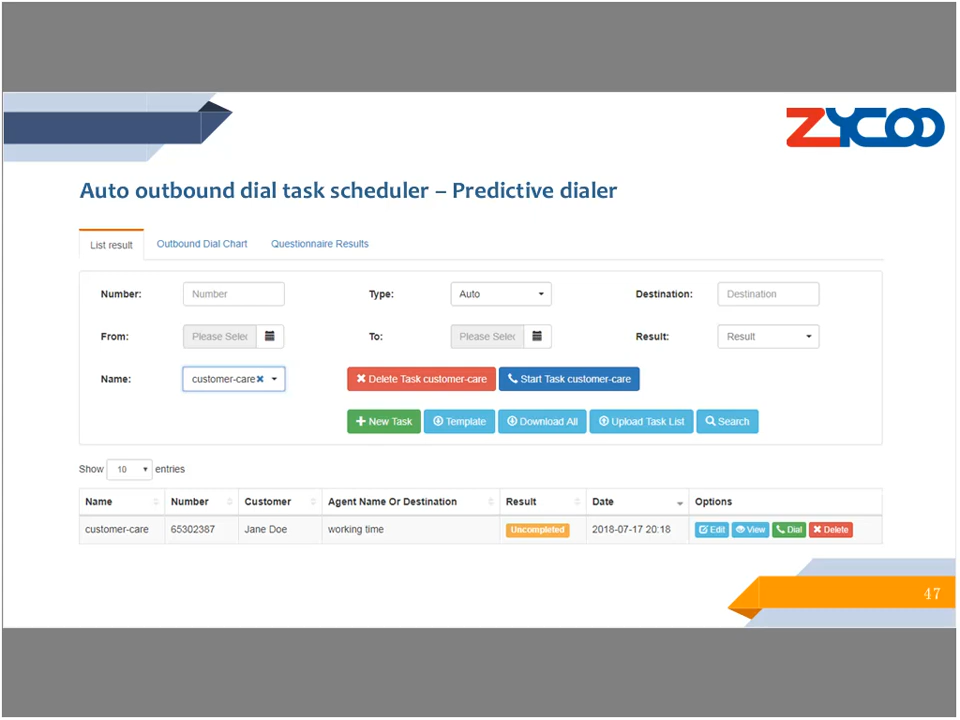 ZYCOO
Auto outbound dial task scheduler – Predictive dialer
List result Outbound Dial Chart Questionnaire Results
Number: Number Type: Auto Destination: Destination
From: Please Selec To: Please Selec Result: Result
Name: customer-care Delete Task customer-care Start Task customer-care
New Task Template Download All Upload Task List Search
Show 10 entries
Name Number Customer Agent Name Or Destination Result Date Options
customer-care 65302387 Jane Doe working time Uncompleted 2018-07-17 20:18 Edit View Dial Delete
47